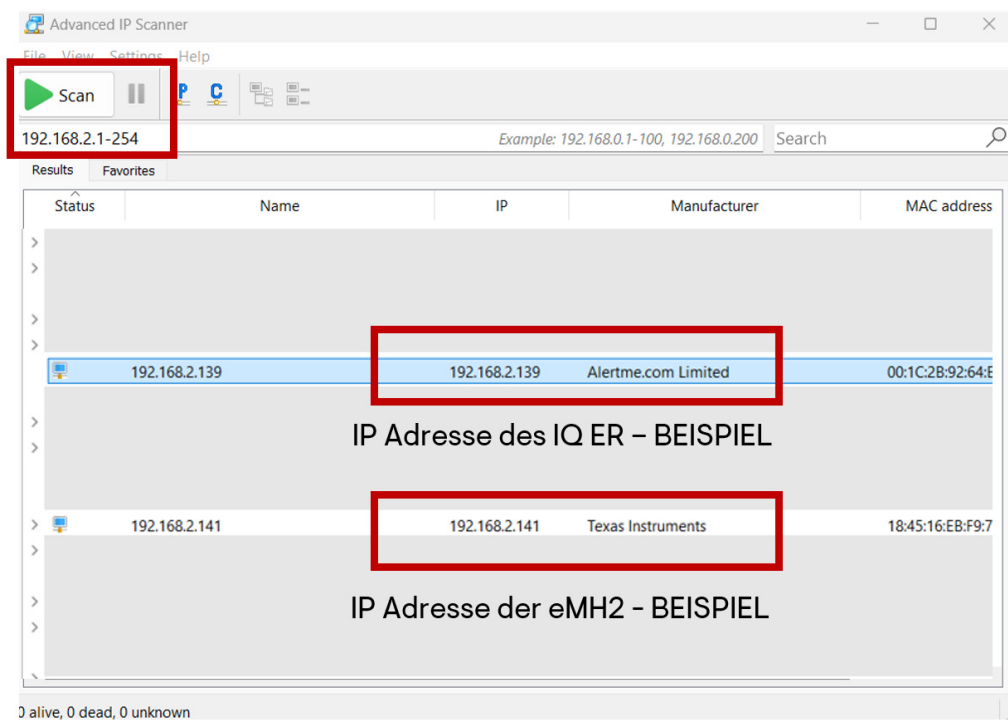 Advanced IP Scanner
File View Settings Help
Scan
P C
192.168.2.1-254 Example: 192.168.0.1-100, 192.168.0.200 Search
Results Favorites
Status Name IP Manufacturer MAC address
192.168.2.139 192.168.2.139 Alertme.com Limited 00:1C:2B:92:64:E
IP Adresse des IQ ER – BEISPIEL
192.168.2.141 192.168.2.141 Texas Instruments 18:45:16:EB:F9:7
IP Adresse der eMH2 - BEISPIEL
0 alive, 0 dead, 0 unknown